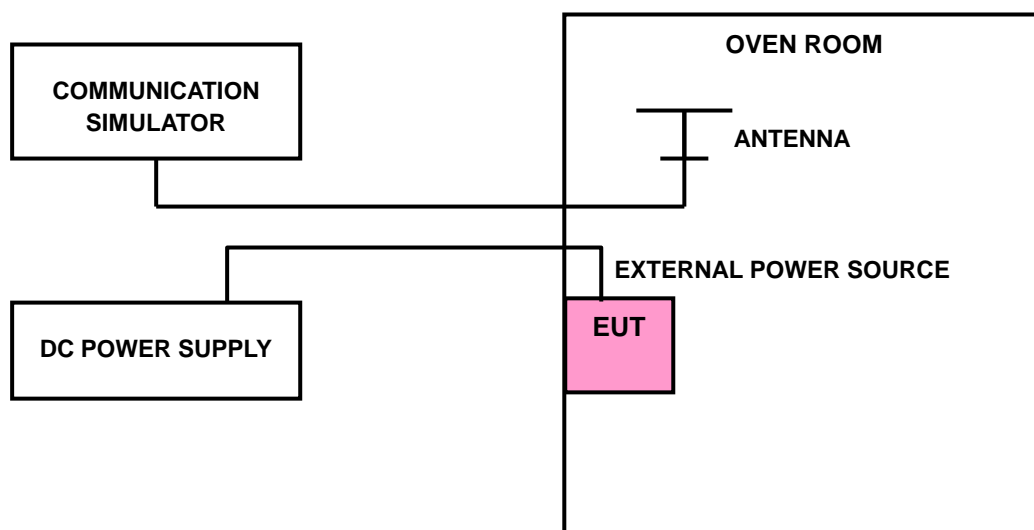 OVEN ROOM
COMMUNICATION
SIMULATOR
ANTENNA
EXTERNAL POWER SOURCE
EUT
DC POWER SUPPLY